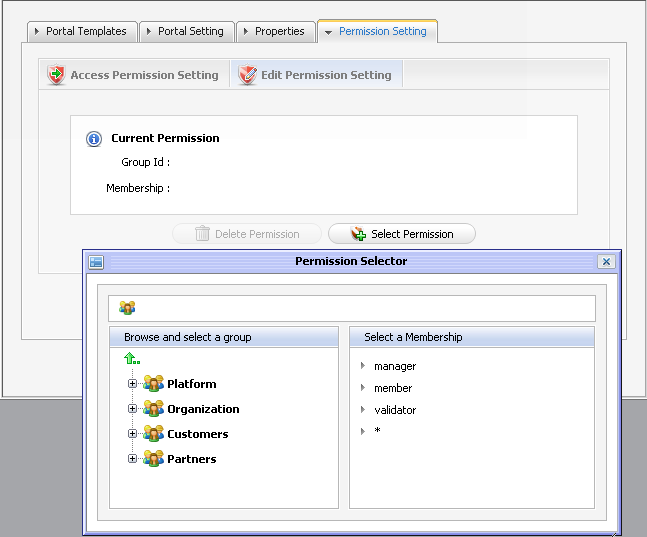 Portal Templates Portal Setting Properties Permission Setting
Access Permission Setting Edit Permission Setting
Current Permission
Group Id :
Membership :
Delete Permission Select Permission
Permission Selector
Browse and select a group Select a Membership
..
Platform manager
Organization member
Customers validator
Partners *